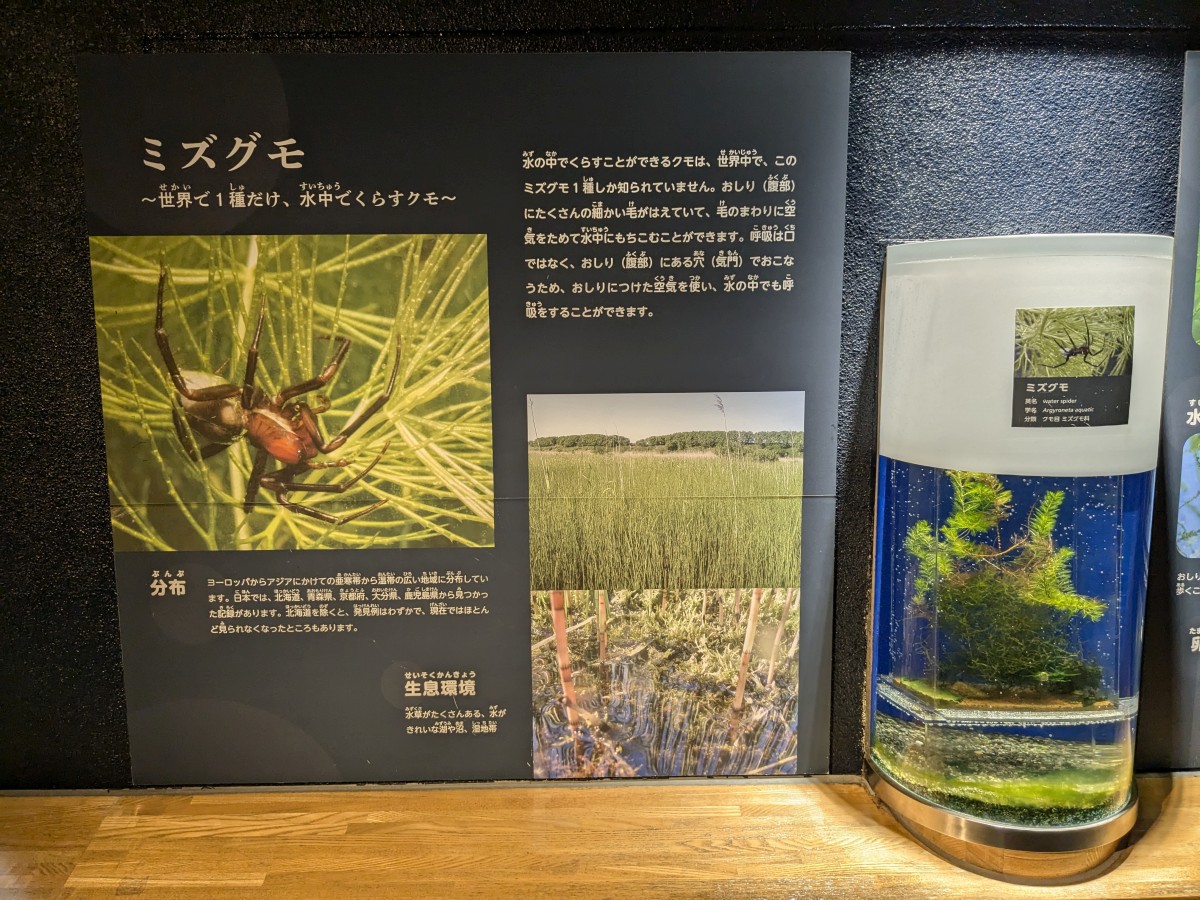 ミズグモ
～世界で1種だけ、水中でくらすクモ～
水の中でくらすことができるクモは、世界中で、この
ミズグモ1種しか知られていません。おしり（腹部）
にたくさんの細かい毛がはえていて、毛のまわりに空
気をためて水中にもちこむことができます。呼吸は口
ではなく、おしり（腹部）にある穴（気門）でおこな
うため、おしりにつけた空気を使い、水の中でも呼
吸をすることができます。
分布
ヨーロッパからアジアにかけての亜寒帯から温帯の広い地域に分布してい
ます。日本では、北海道、青森県、京都府、大分県、鹿児島県から見つかっ
た記録があります。北海道を除くと、発見例はわずかで、現在ではほとん
ど見られなくなったところもあります。
生息環境
水草がたくさんある、水が
きれいな湖や沼、湿地帯
ミズグモ
英名 water spider
学名 Argyroneta aquatic
分類 クモ目 ミズグモ科